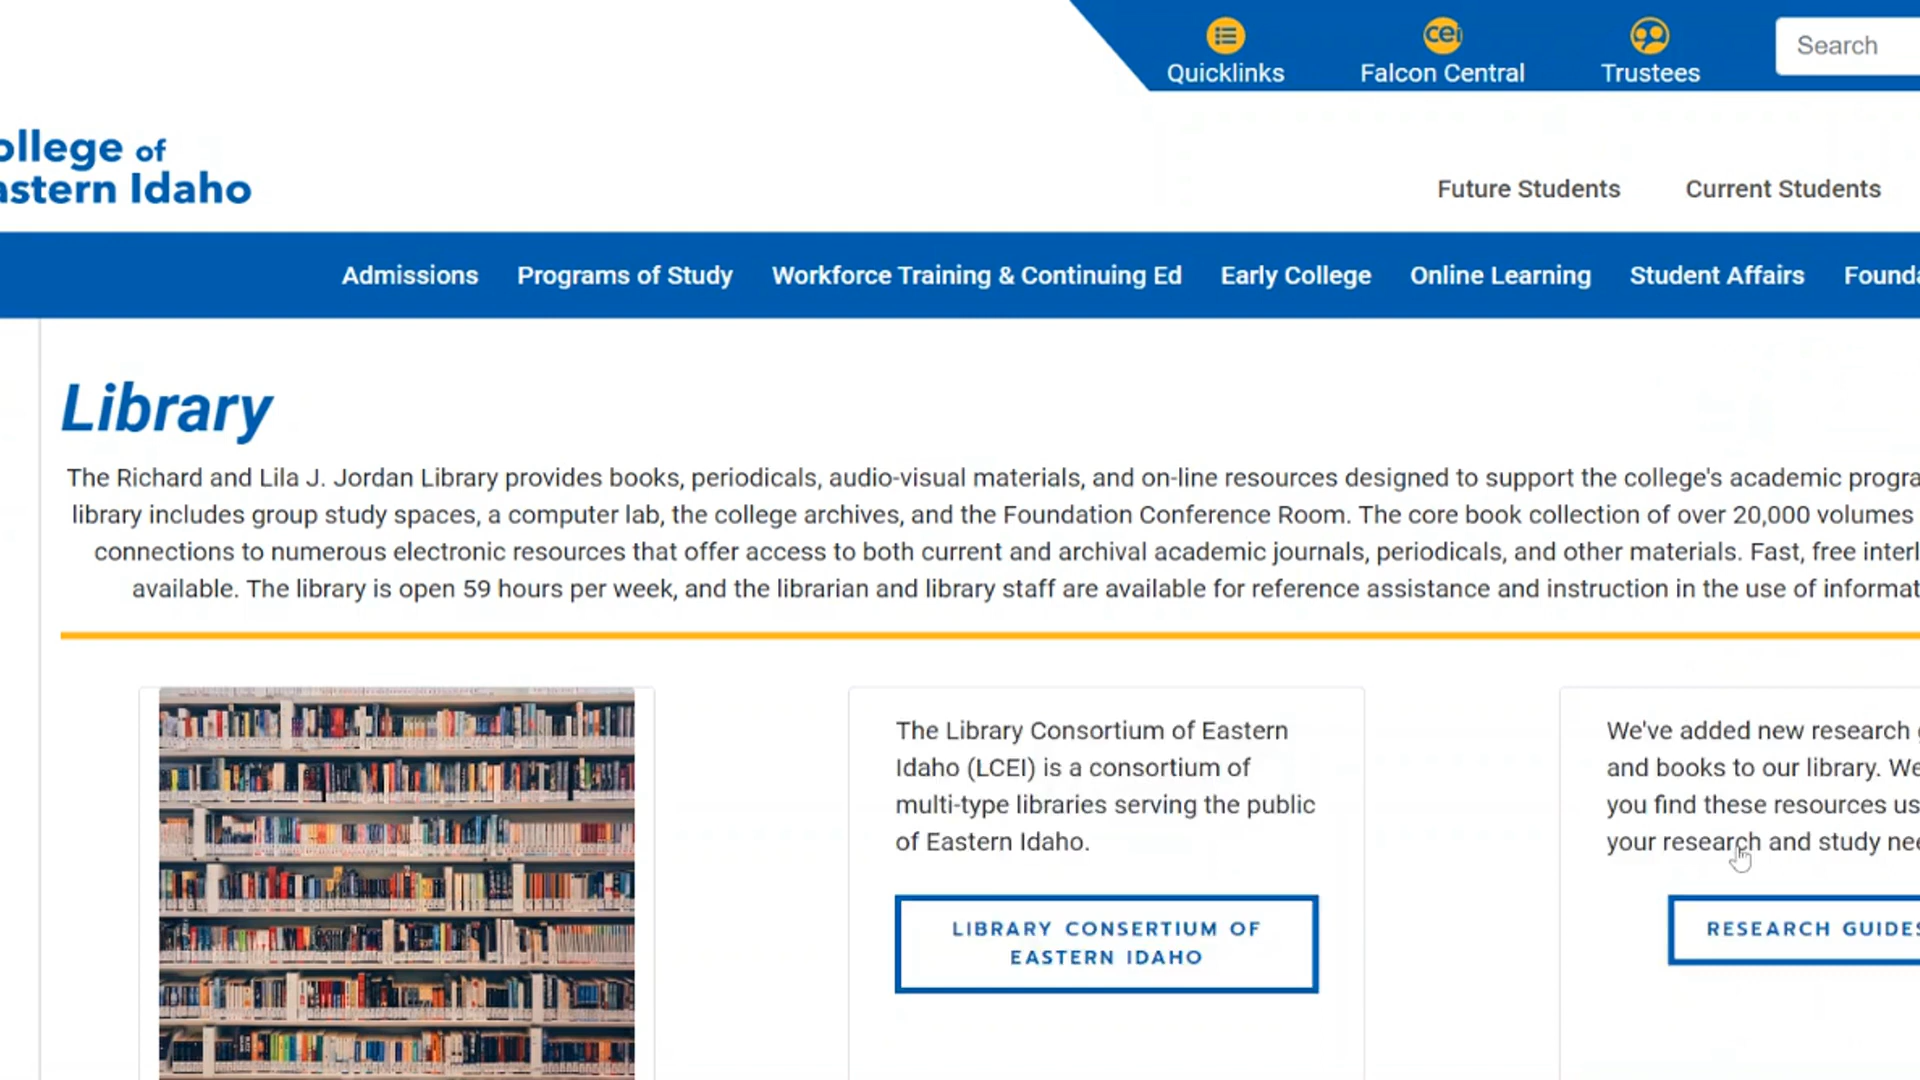 Quicklinks
Falcon Central
Trustees
Search
ollege of
astern Idaho
Future Students
Current Students
Admissions
Programs of Study
Workforce Training & Continuing Ed
Early College
Online Learning
Student Affairs
Founda
Library
The Richard and Lila J. Jordan Library provides books, periodicals, audio-visual materials, and on-line resources designed to support the college's academic progra
library includes group study spaces, a computer lab, the college archives, and the Foundation Conference Room. The core book collection of over 20,000 volumes
connections to numerous electronic resources that offer access to both current and archival academic journals, periodicals, and other materials. Fast, free interl
available. The library is open 59 hours per week, and the librarian and library staff are available for reference assistance and instruction in the use of informat
The Library Consortium of Eastern
Idaho (LCEI) is a consortium of
multi-type libraries serving the public
of Eastern Idaho.
LIBRARY CONSORTIUM OF
EASTERN IDAHO
We've added new research
and books to our library. We
you find these resources us
your research and study nee
RESEARCH GUIDES